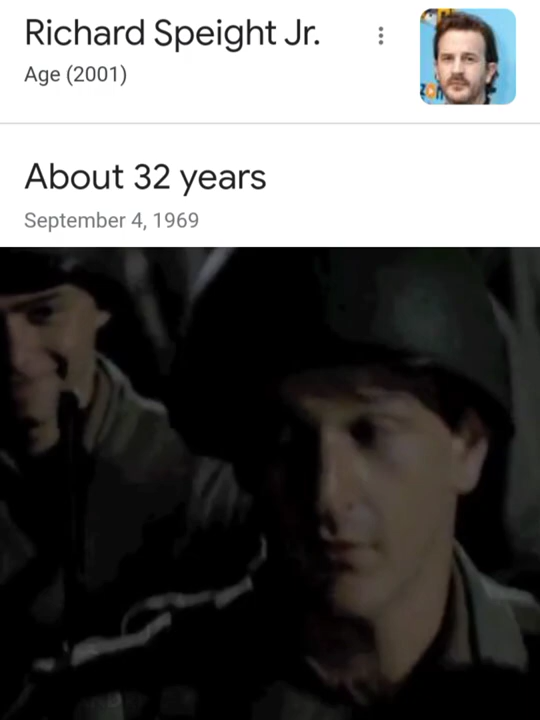 Richard Speight Jr.
Age (2001)
About 32 years
September 4, 1969